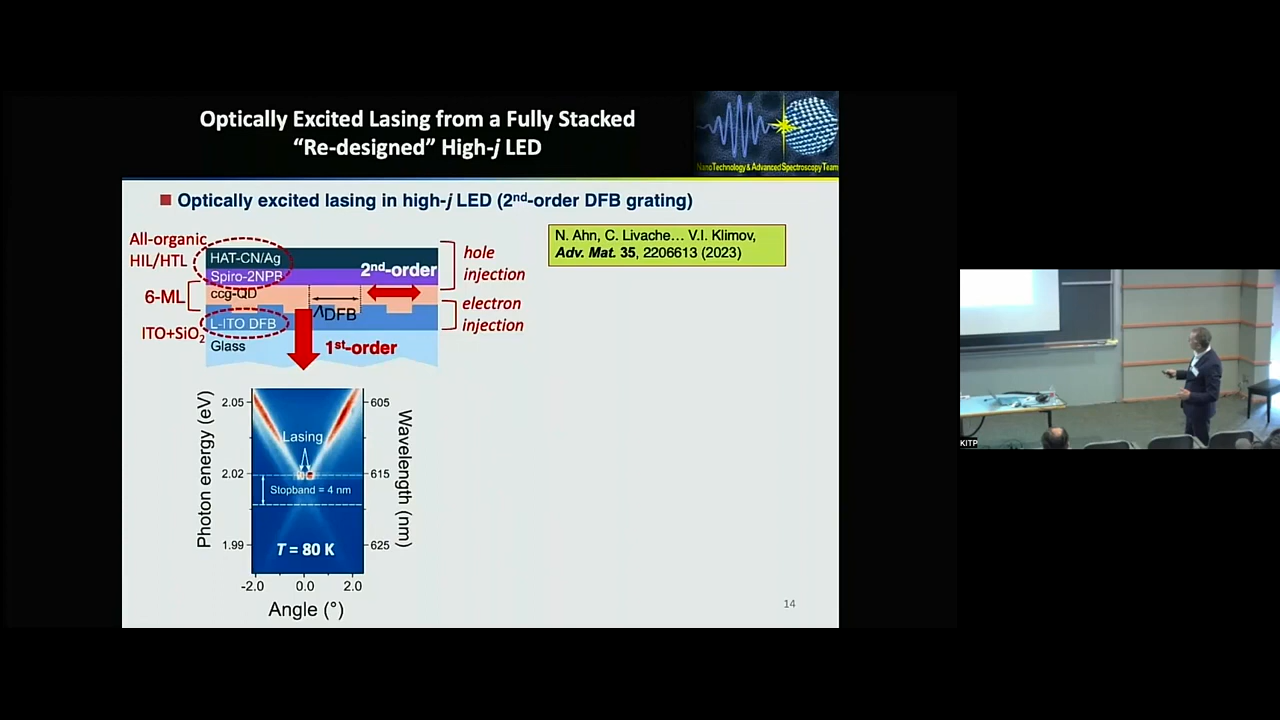 Optically Excited Lasing from a Fully Stacked
“Re-designed” High-j LED
NanoTechnology & Advanced Spectroscopy Team
Optically excited lasing in high-j LED (2nd-order DFB grating)
N. Ahn, C. Livache… V.I. Klimov,
Adv. Mat. 35, 2206613 (2023)
All-organic
HIL/HTL
6-ML
ITO+SiO2
HAT-CN/Ag
Spiro-2NPB
ccg-QD
L-ITO DFB
Glass
2nd-order
ΛDFB
1st-order
hole
injection
electron
injection
Photon energy (eV)
2.05
2.02
1.99
Lasing
Stopband = 4 nm
T = 80 K
605
615
625
Wavelength (nm)
-2.0 0.0 2.0
Angle (°)
14
KITP